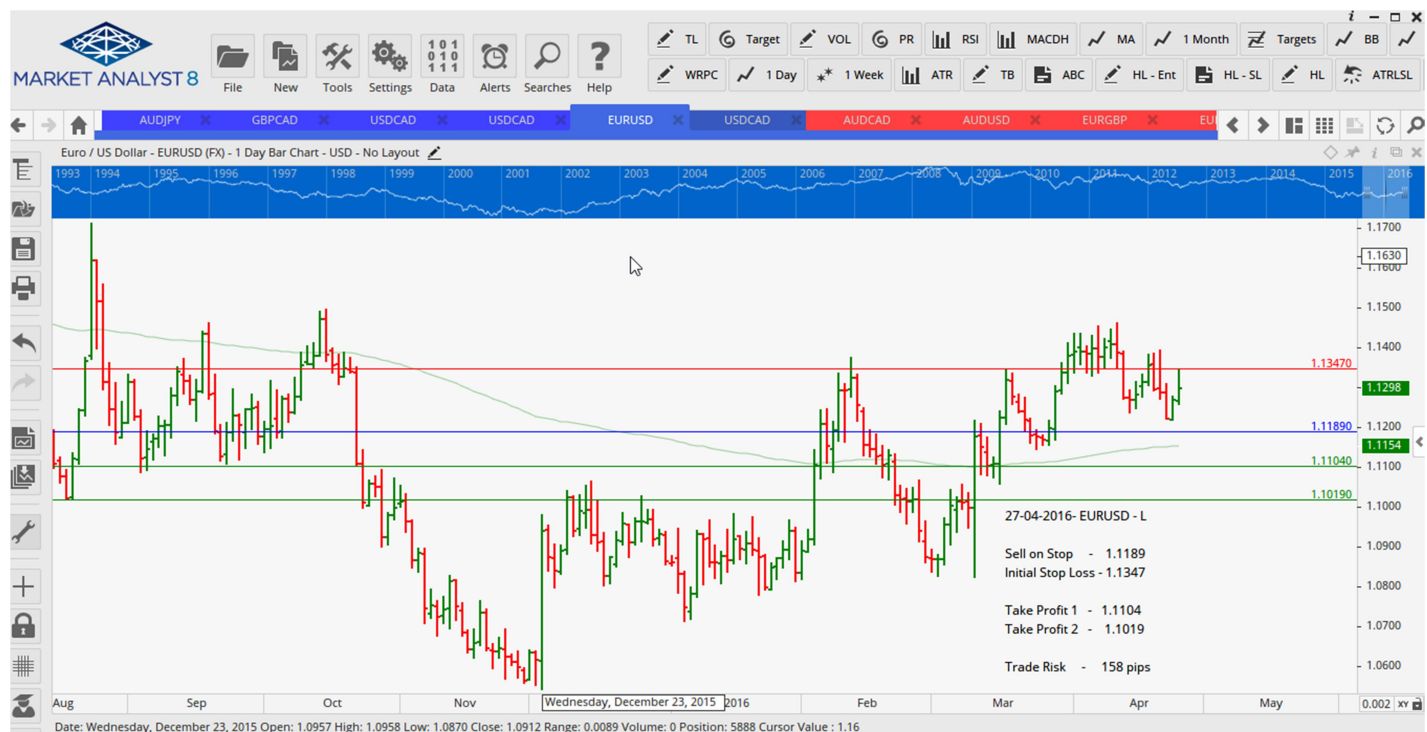 MARKET ANALYST 8
File New Tools Settings Data Alerts Searches Help
TL Target VOL PR RSI MACDH MA 1 Month Targets BB
WRPC 1 Day 1 Week ATR TB ABC HL - Ent HL - SL HL ATRLSL
AUDJPY GBPCAD USDCAD USDCAD EURUSD USDCAD AUDCAD AUDUSD EURGBP
Euro / US Dollar - EURUSD (FX) - 1 Day Bar Chart - USD - No Layout
1993 1994 1995 1996 1997 1998 1999 2000 2001 2002 2003 2004 2005 2006 2007 2008 2009 2010 2011 2012 2013 2014 2015 2016
1.1700
1.1630
1.1600
1.1500
1.1400
1.13470
1.1298
1.1200
1.11890
1.1154
1.11040
1.1100
1.10190
1.1000
27-04-2016- EURUSD - L
1.0900
Sell on Stop - 1.1189
Initial Stop Loss - 1.1347
1.0800
Take Profit 1 - 1.1104
Take Profit 2 - 1.1019
1.0700
Trade Risk - 158 pips
1.0600
Aug Sep Oct Nov Wednesday, December 23, 2015 2016 Feb Mar Apr May 0.002 XY
Date: Wednesday, December 23, 2015 Open: 1.0957 High: 1.0958 Low: 1.0870 Close: 1.0912 Range: 0.0089 Volume: 0 Position: 5888 Cursor Value : 1.16